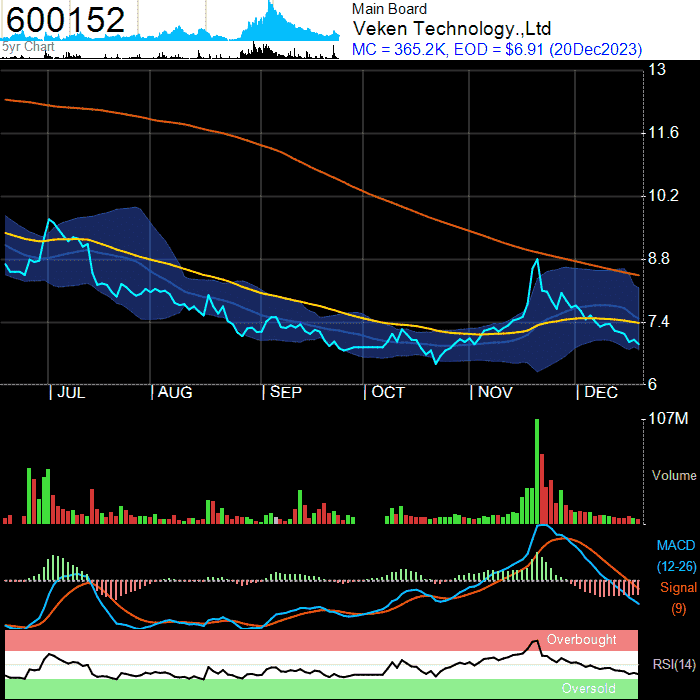 600152
5yr Chart
Main Board
Veken Technology.,Ltd
MC = 365.2K, EOD = $6.91 (20Dec2023)
13
11.6
10.2
8.8
7.4
6
| JUL | AUG | SEP | OCT | NOV | DEC
107M
Volume
MACD
(12-26)
Signal
(9)
Overbought
RSI(14)
Oversold